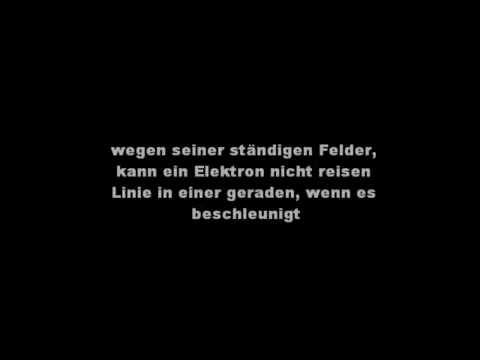 wegen seiner ständigen Felder,
kann ein Elektron nicht reisen
Linie in einer geraden, wenn es
beschleunigt